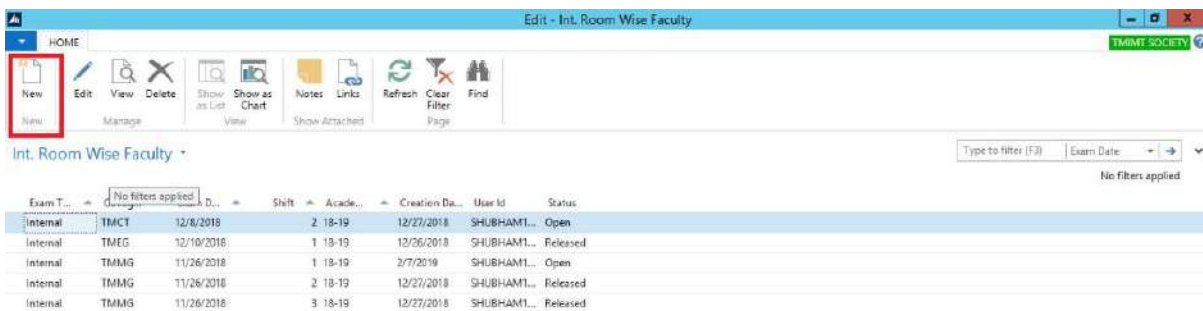 Edit - Int. Room Wise Faculty
HOME
TMIMT SOCIETY
New Edit View Delete Show as List Show as Chart Notes Links Refresh Clear Filter Find
New Manage View Show Attached Page
Int. Room Wise Faculty
Type to filter (F3) Exam Date
No filters applied
Exam T... No filters applied D... Shift Acade... Creation Da... User Id Status
Internal TMCT 12/8/2018 2 18-19 12/27/2018 SHUBHAM1... Open
Internal TMEG 12/10/2018 1 18-19 12/26/2018 SHUBHAM1... Released
Internal TMMG 11/26/2018 1 18-19 2/7/2019 SHUBHAM1... Open
Internal TMMG 11/26/2018 2 18-19 12/27/2018 SHUBHAM1... Released
Internal TMMG 11/26/2018 3 18-19 12/27/2018 SHUBHAM1... Released